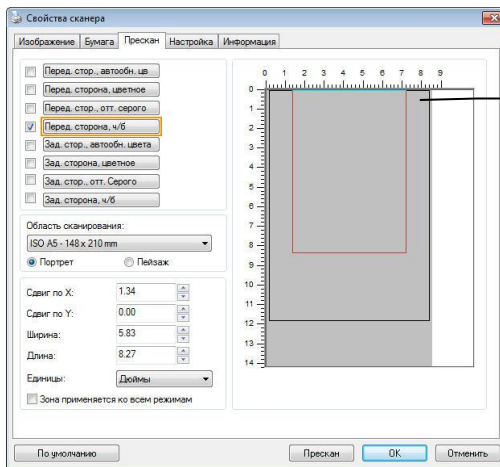 Свойства сканера
Изображение Бумага Прескан Настройка Информация
Перед. стор., автообн. цв
Перед. сторона, цветное
Перед. стор., отт. серого
Перед. сторона, ч/б
Зад. стор., автообн. цвета
Зад. сторона, цветное
Зад. стор., отт. Серого
Зад. сторона, ч/б
Область сканирования:
ISO A5 - 148 x 210 mm
Портрет Пейзаж
Сдвиг по X: 1.34
Сдвиг по Y: 0.00
Ширина: 5.83
Длина: 8.27
Единицы: Дюймы
Зона применяется ко всем режимам
0 1 2 3 4 5 6 7 8 9
0
1
2
3
4
5
6
7
8
9
10
11
12
13
14
По умолчанию Прескан OK Отменить